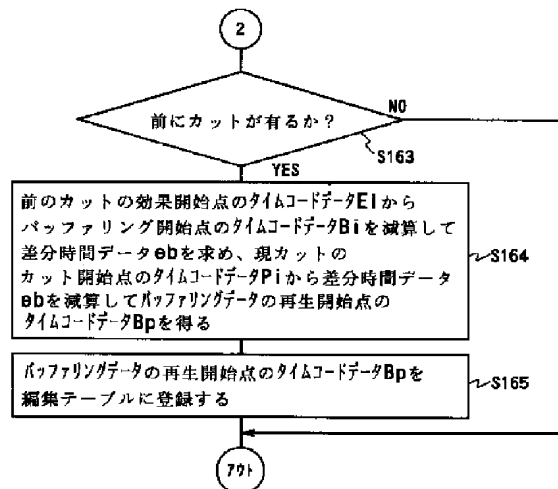 2
前にカットが有るか?
NO
S163
YES
前のカットの効果開始点のタイムコードデータEIから
バッファリング開始点のタイムコードデータBiを減算して
差分時間データebを求め、現カットの
カット開始点のタイムコードデータPiから差分時間データ
ebを減算してバッファリングデータの再生開始点の
タイムコードデータBpを得る
S164
バッファリングデータの再生開始点のタイムコードデータBpを
編集テーブルに登録する
S165
アウト